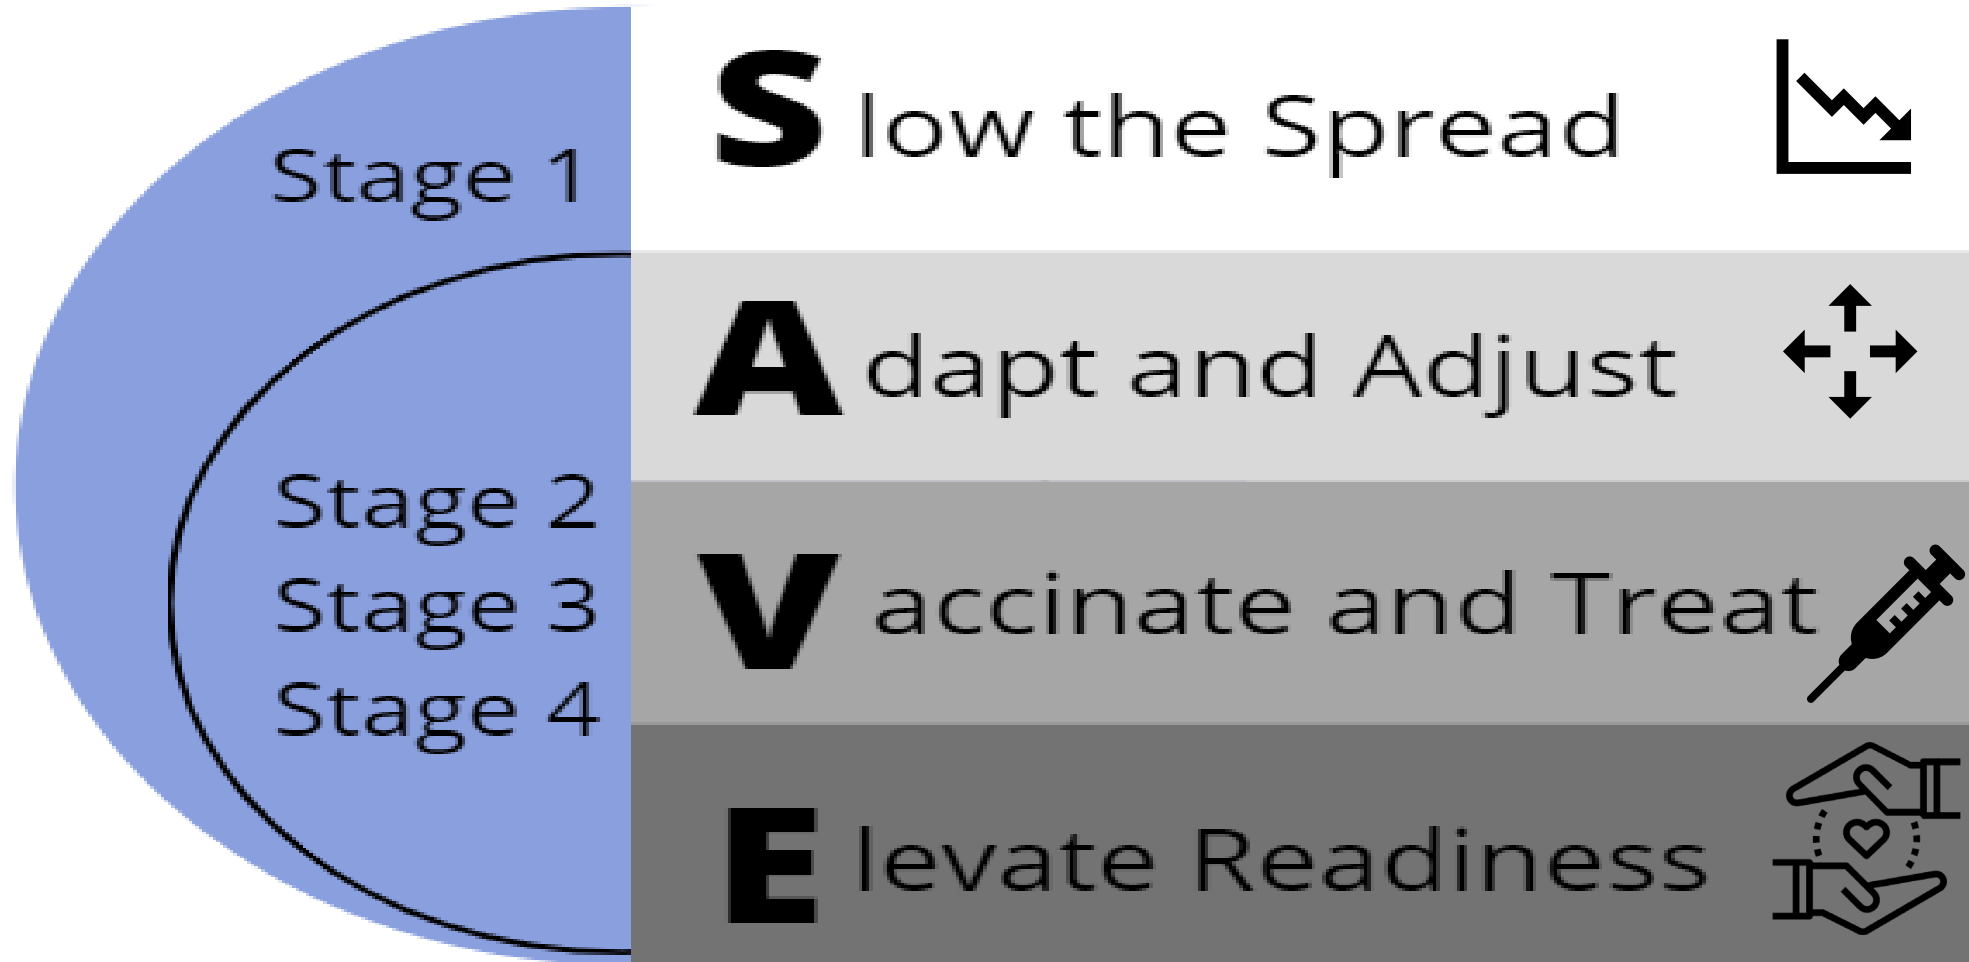 Stage 1
Slow the Spread
Adapt and Adjust
Stage 2
Stage 3
Vaccinate and Treat
Stage 4
Elevate Readiness